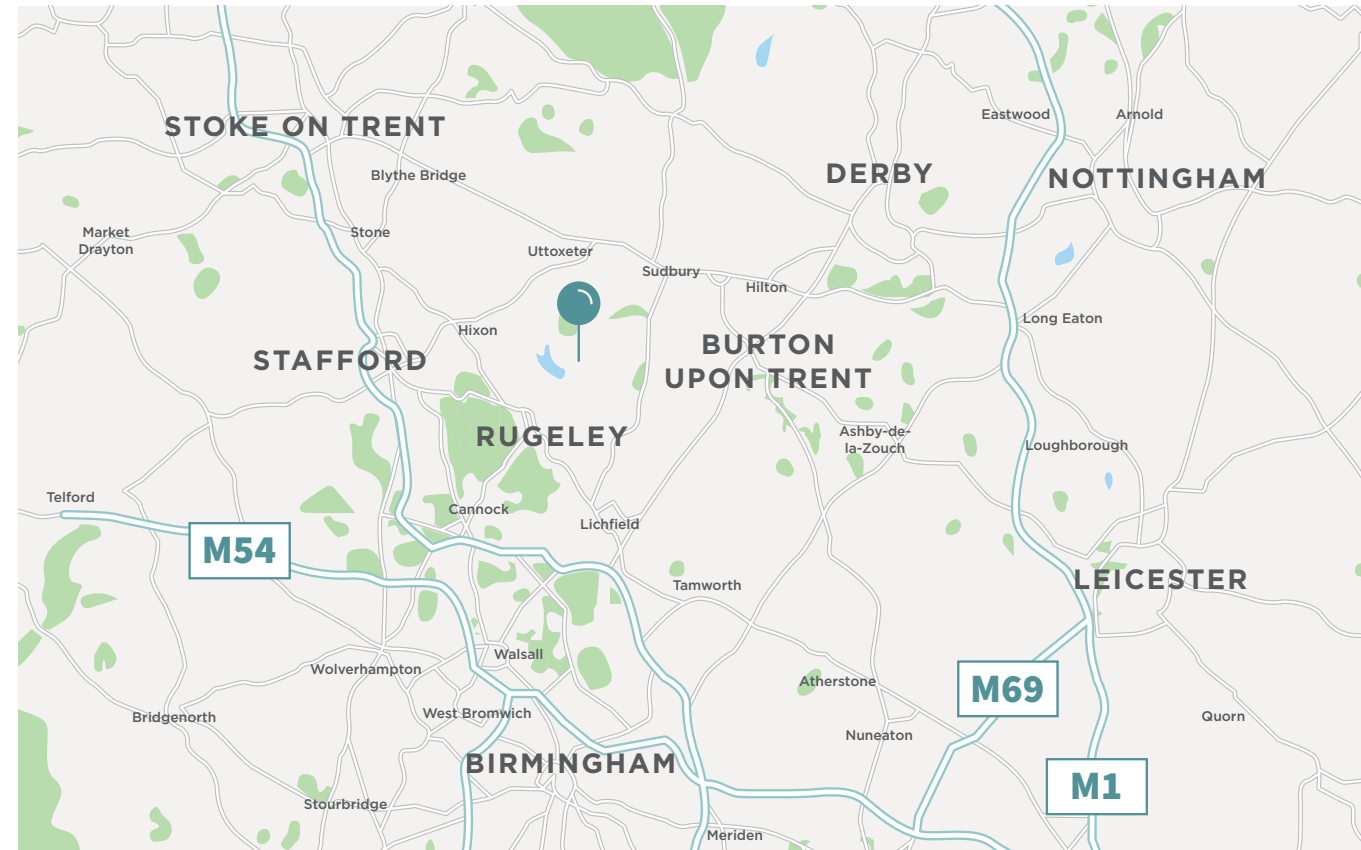 Eastwood
Arnold
STOKE ON TRENT
Blythe Bridge
DERBY
NOTTINGHAM
Market
Drayton
Stone
Uttoxeter
Sudbury
Hilton
Long Eaton
Hixon
STAFFORD
BURTON
UPON TRENT
RUGELEY
Ashby-de-
la-Zouch
Loughborough
Telford
Cannock
Lichfield
M54
Tamworth
LEICESTER
Walsall
Wolverhampton
Atherstone
M69
Bridgenorth
West Bromwich
Quorn
Nuneaton
BIRMINGHAM
M1
Stourbridge
Meriden